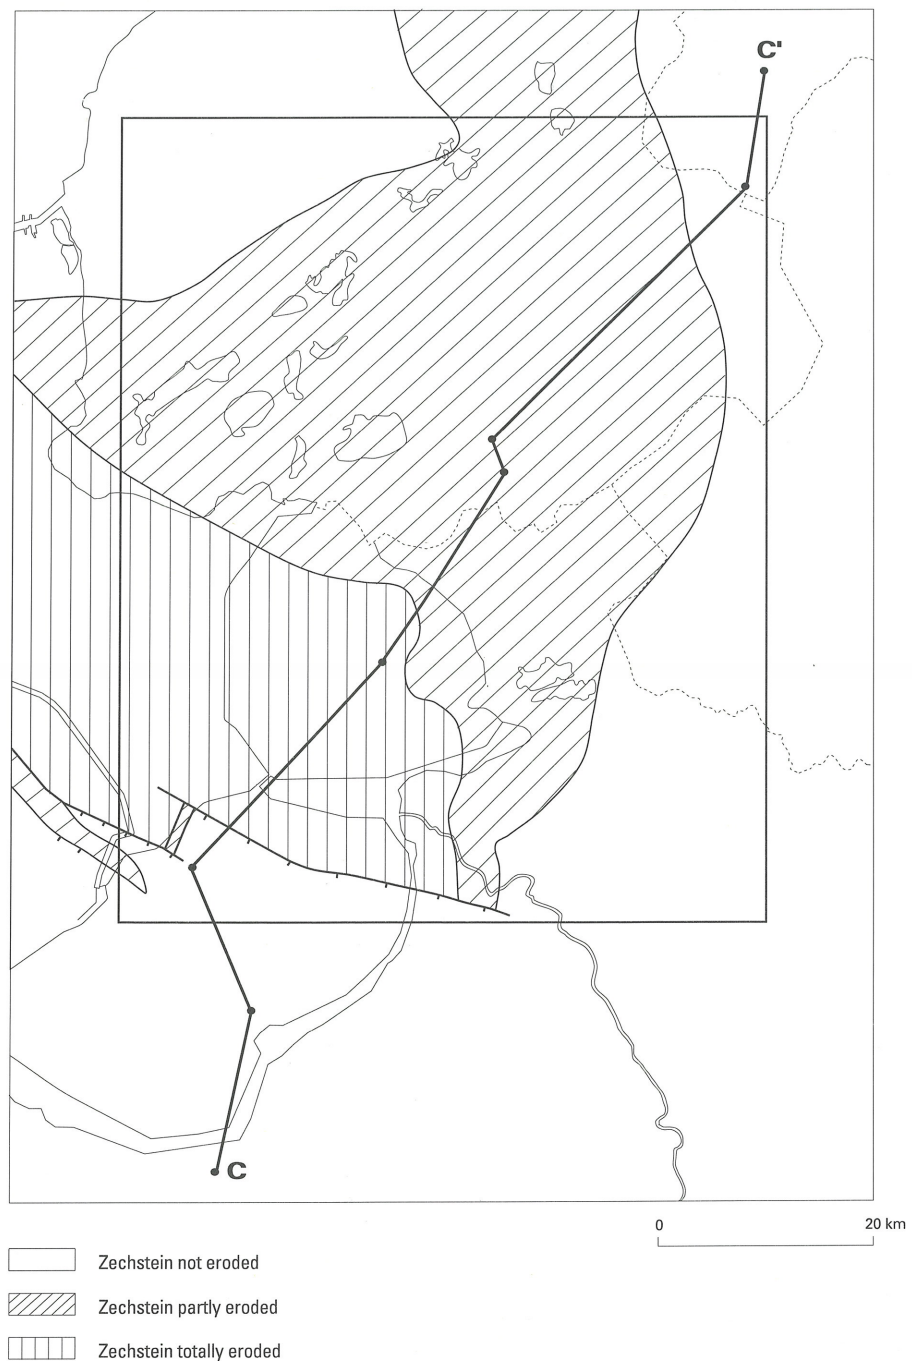 C'
C
0 20 km
Zechstein not eroded
Zechstein partly eroded
Zechstein totally eroded